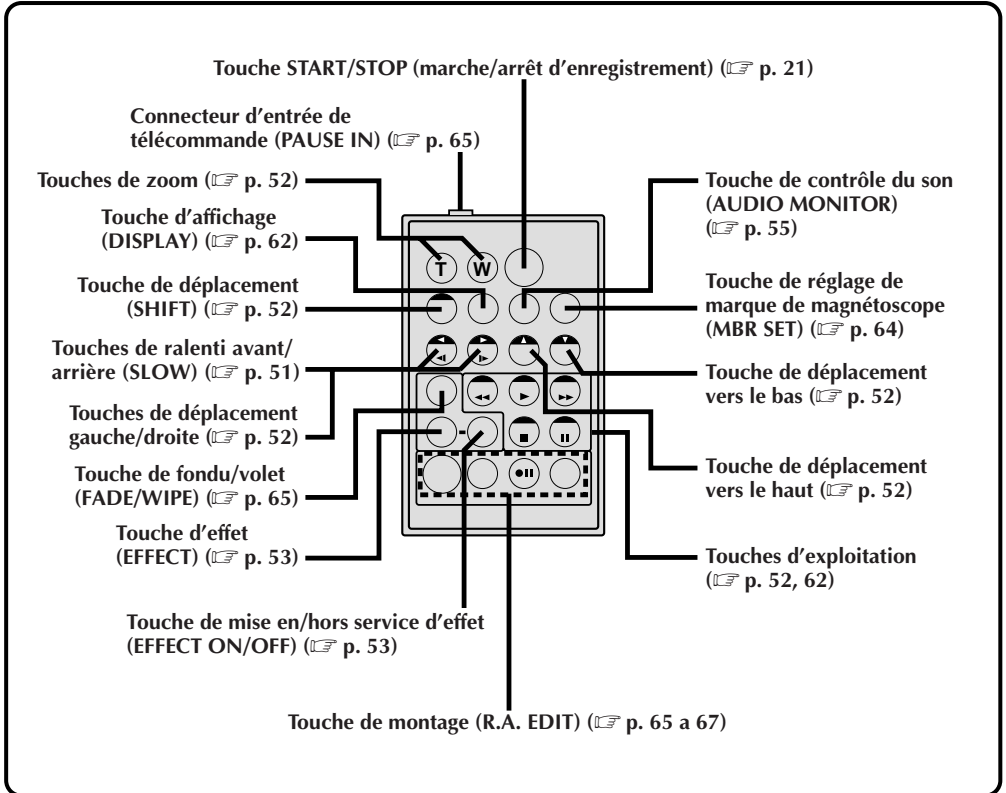 Touche START/STOP (marche/arrêt d'enregistrement) (☞ p. 21)
Connecteur d'entrée de
télécommande (PAUSE IN) (☞ p. 65)
Touches de zoom (☞ p. 52)
Touche d'affichage
(DISPLAY) (☞ p. 62)
Touche de déplacement
(SHIFT) (☞ p. 52)
Touches de ralenti avant/
arrière (SLOW) (☞ p. 51)
Touches de déplacement
gauche/droite (☞ p. 52)
Touche de fondu/volet
(FADE/WIPE) (☞ p. 65)
Touche d'effet
(EFFECT) (☞ p. 53)
Touche de mise en/hors service d'effet
(EFFECT ON/OFF) (☞ p. 53)
Touche de montage (R.A. EDIT) (☞ p. 65 a 67)
T W
Touche de contrôle du son
(AUDIO MONITOR)
(☞ p. 55)
Touche de réglage de
marque de magnétoscope
(MBR SET) (☞ p. 64)
Touche de déplacement
vers le bas (☞ p. 52)
Touche de déplacement
vers le haut (☞ p. 52)
Touches d'exploitation
(☞ p. 52, 62)